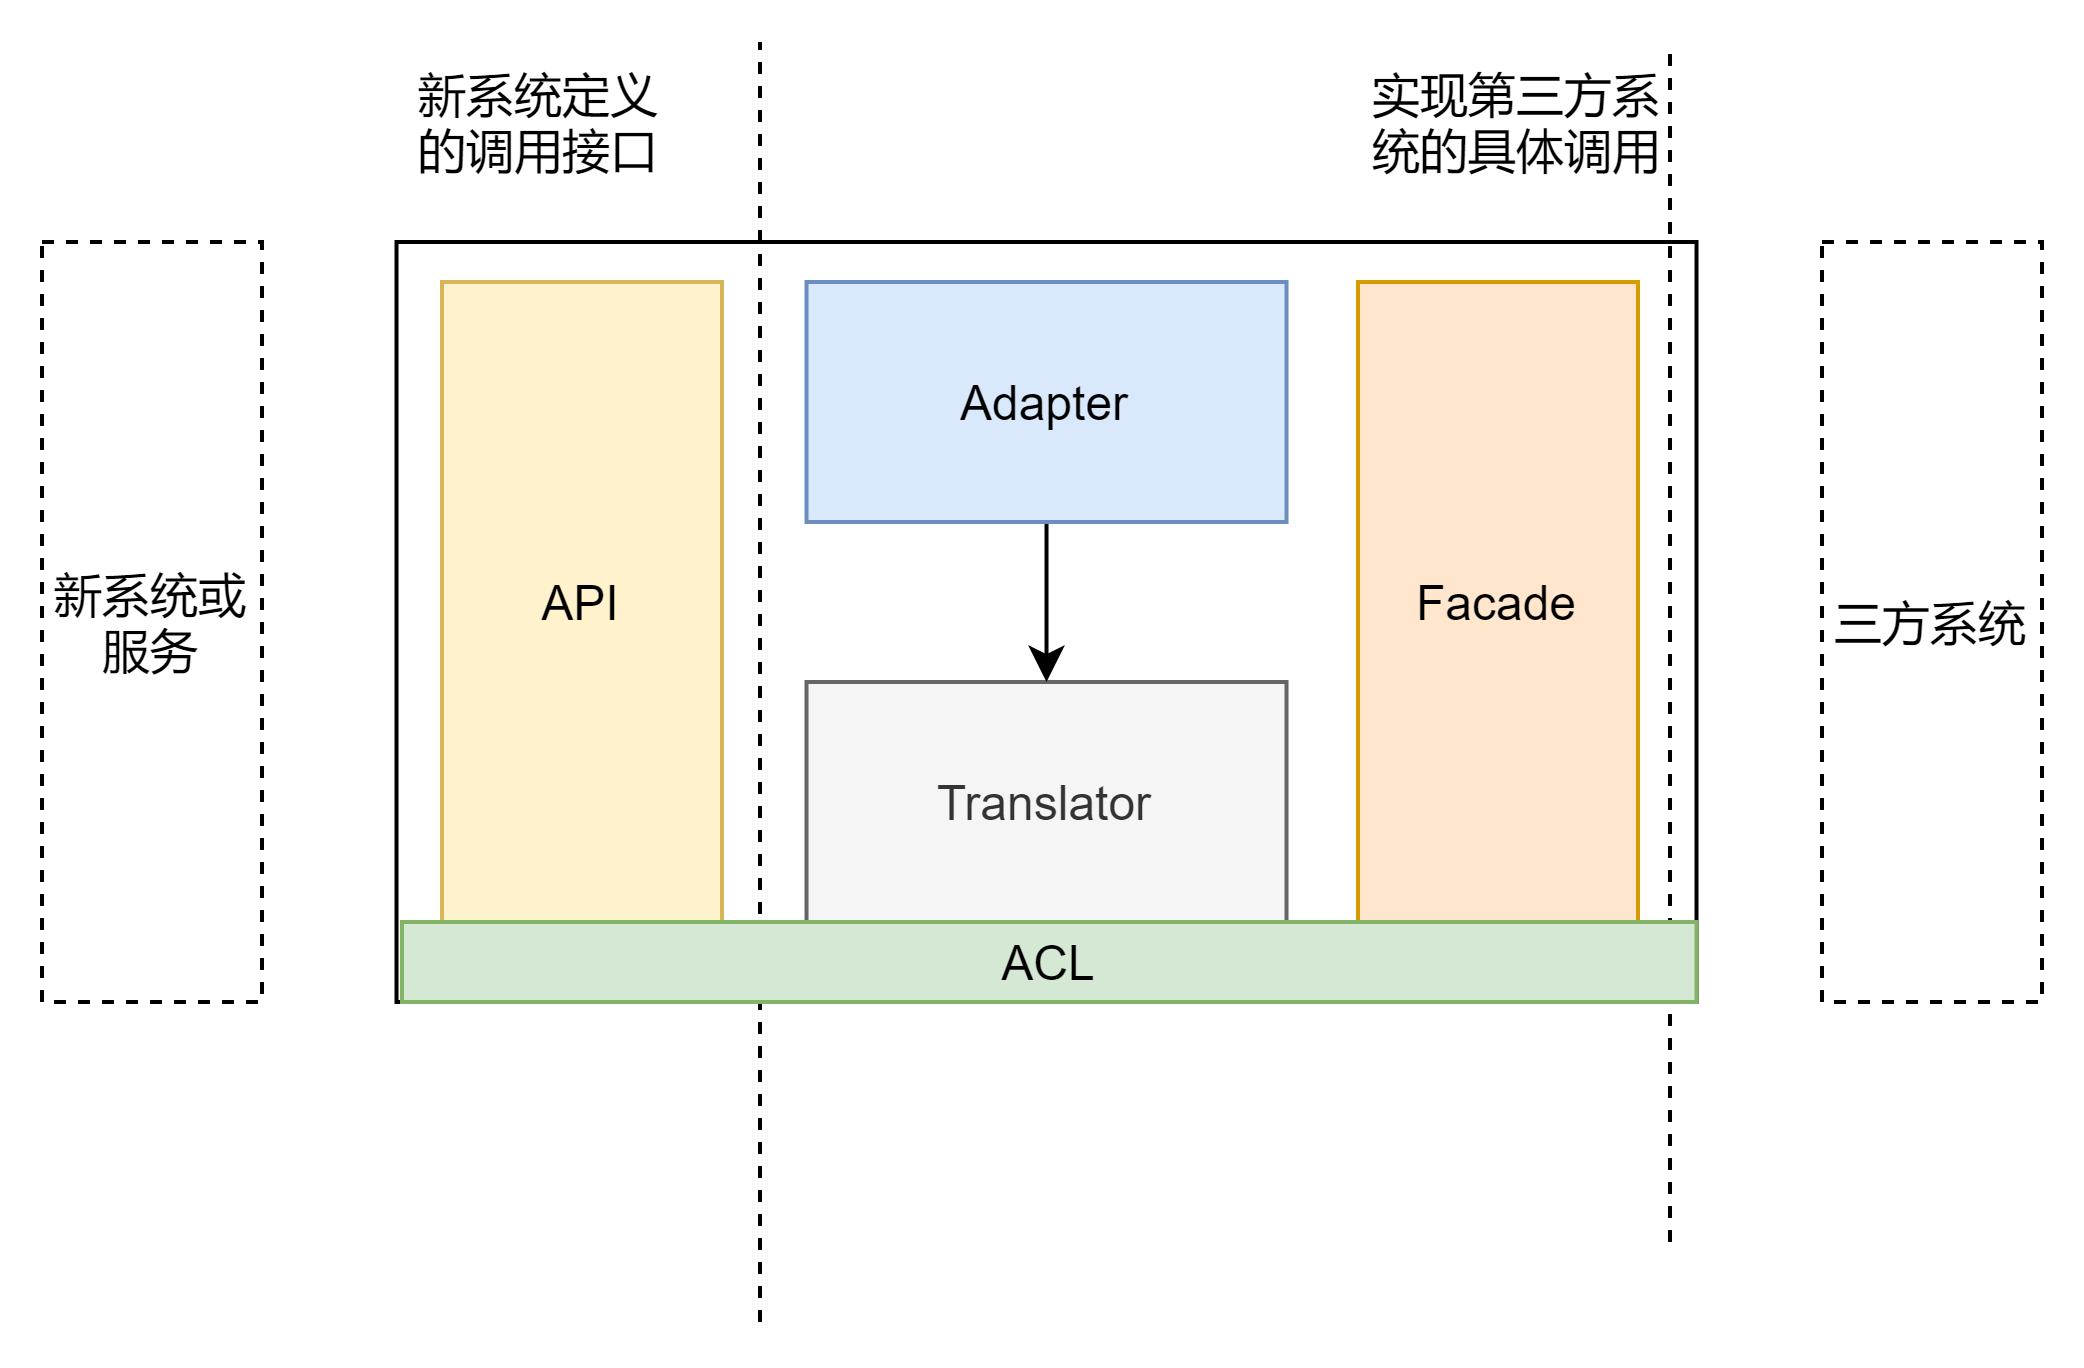 新系统定义
的调用接口
实现第三方系
统的具体调用
新系统或
服务
API
Adapter
Translator
Facade
ACL
三方系统